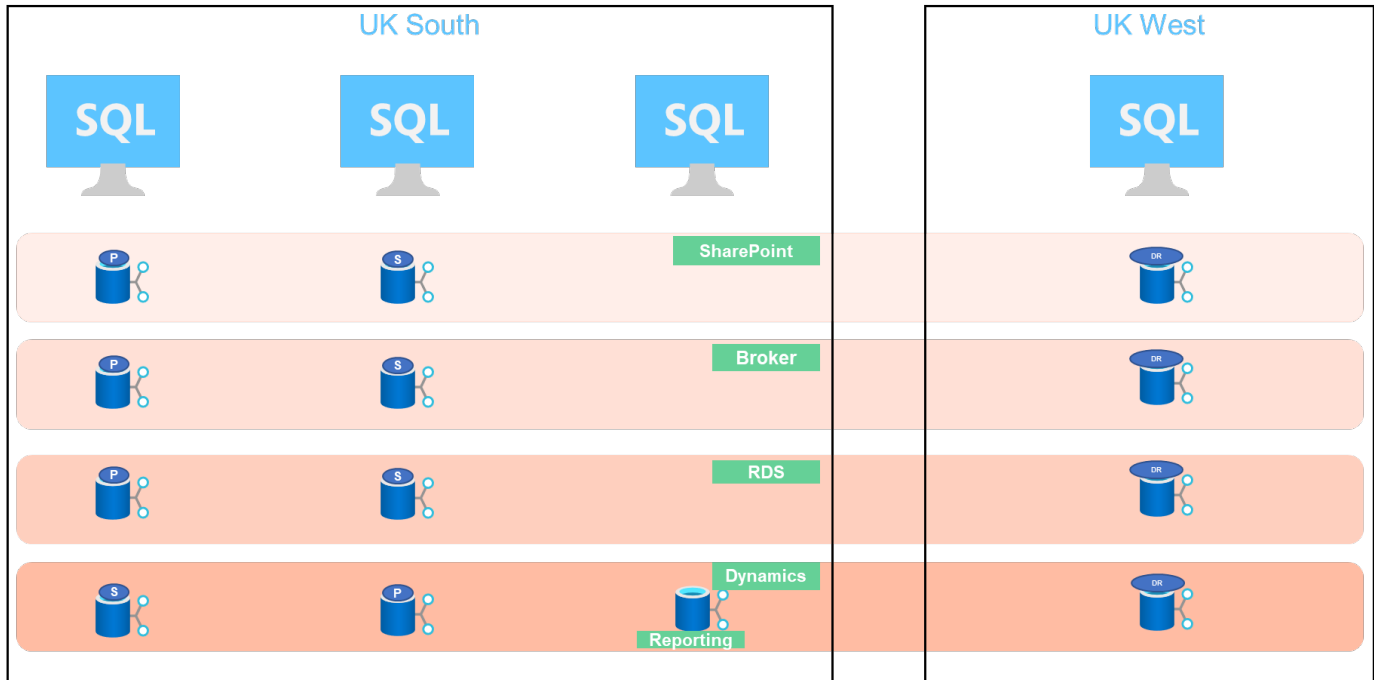 UK South
UK West
SQL
SQL
SQL
SQL
SharePoint
P
S
DR
Broker
P
S
DR
RDS
P
S
DR
Dynamics
S
P
DR
Reporting